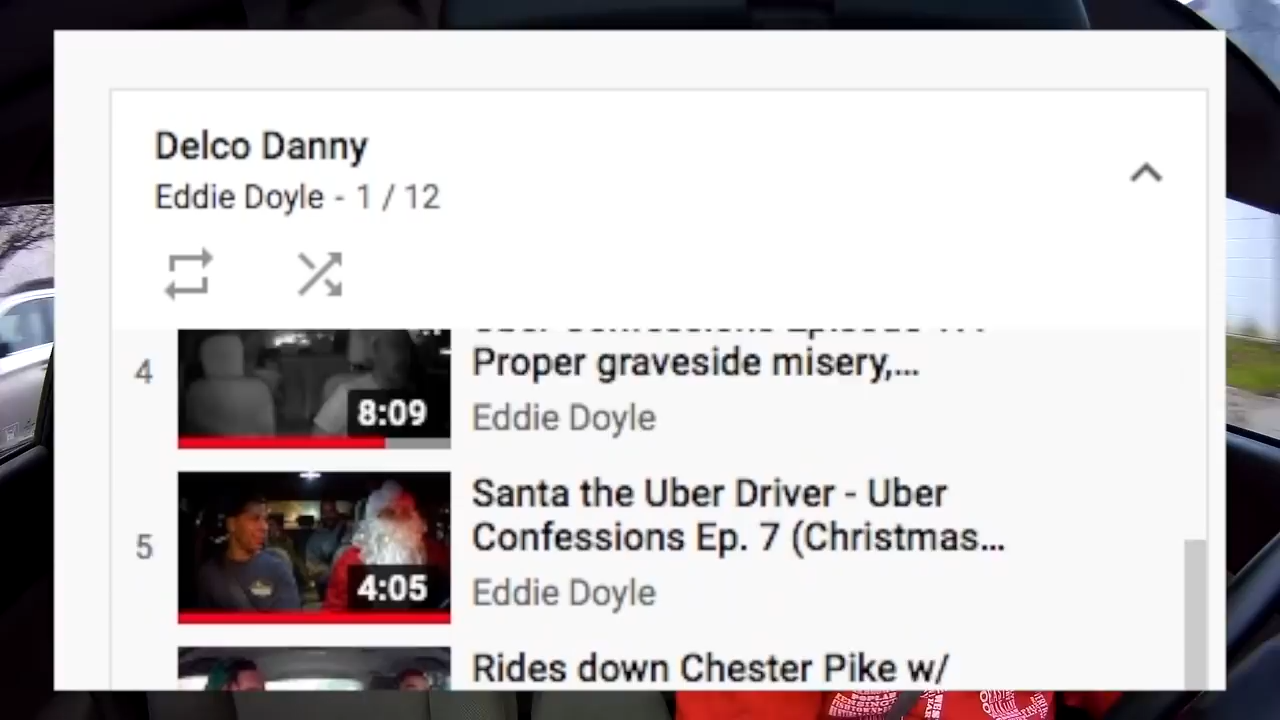 Delco Danny
Eddie Doyle - 1 / 12
4
8:09
Proper graveside misery,...
Eddie Doyle
5
4:05
Santa the Uber Driver - Uber
Confessions Ep. 7 (Christmas...
Eddie Doyle
Rides down Chester Pike w/